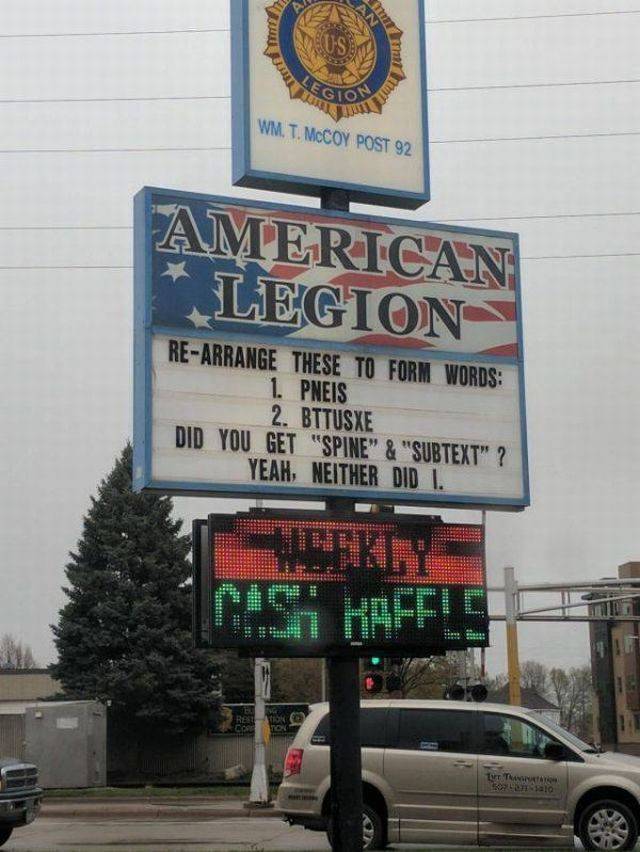 AMERICAN
U.S
LEGION
WM. T. McCOY POST 92
AMERICAN
LEGION
RE-ARRANGE THESE TO FORM WORDS:
1. PNEIS
2. BTTUSXE
DID YOU GET "SPINE" & "SUBTEXT" ?
YEAH, NEITHER DID I.
WEEKLY
CASH RAFFLE